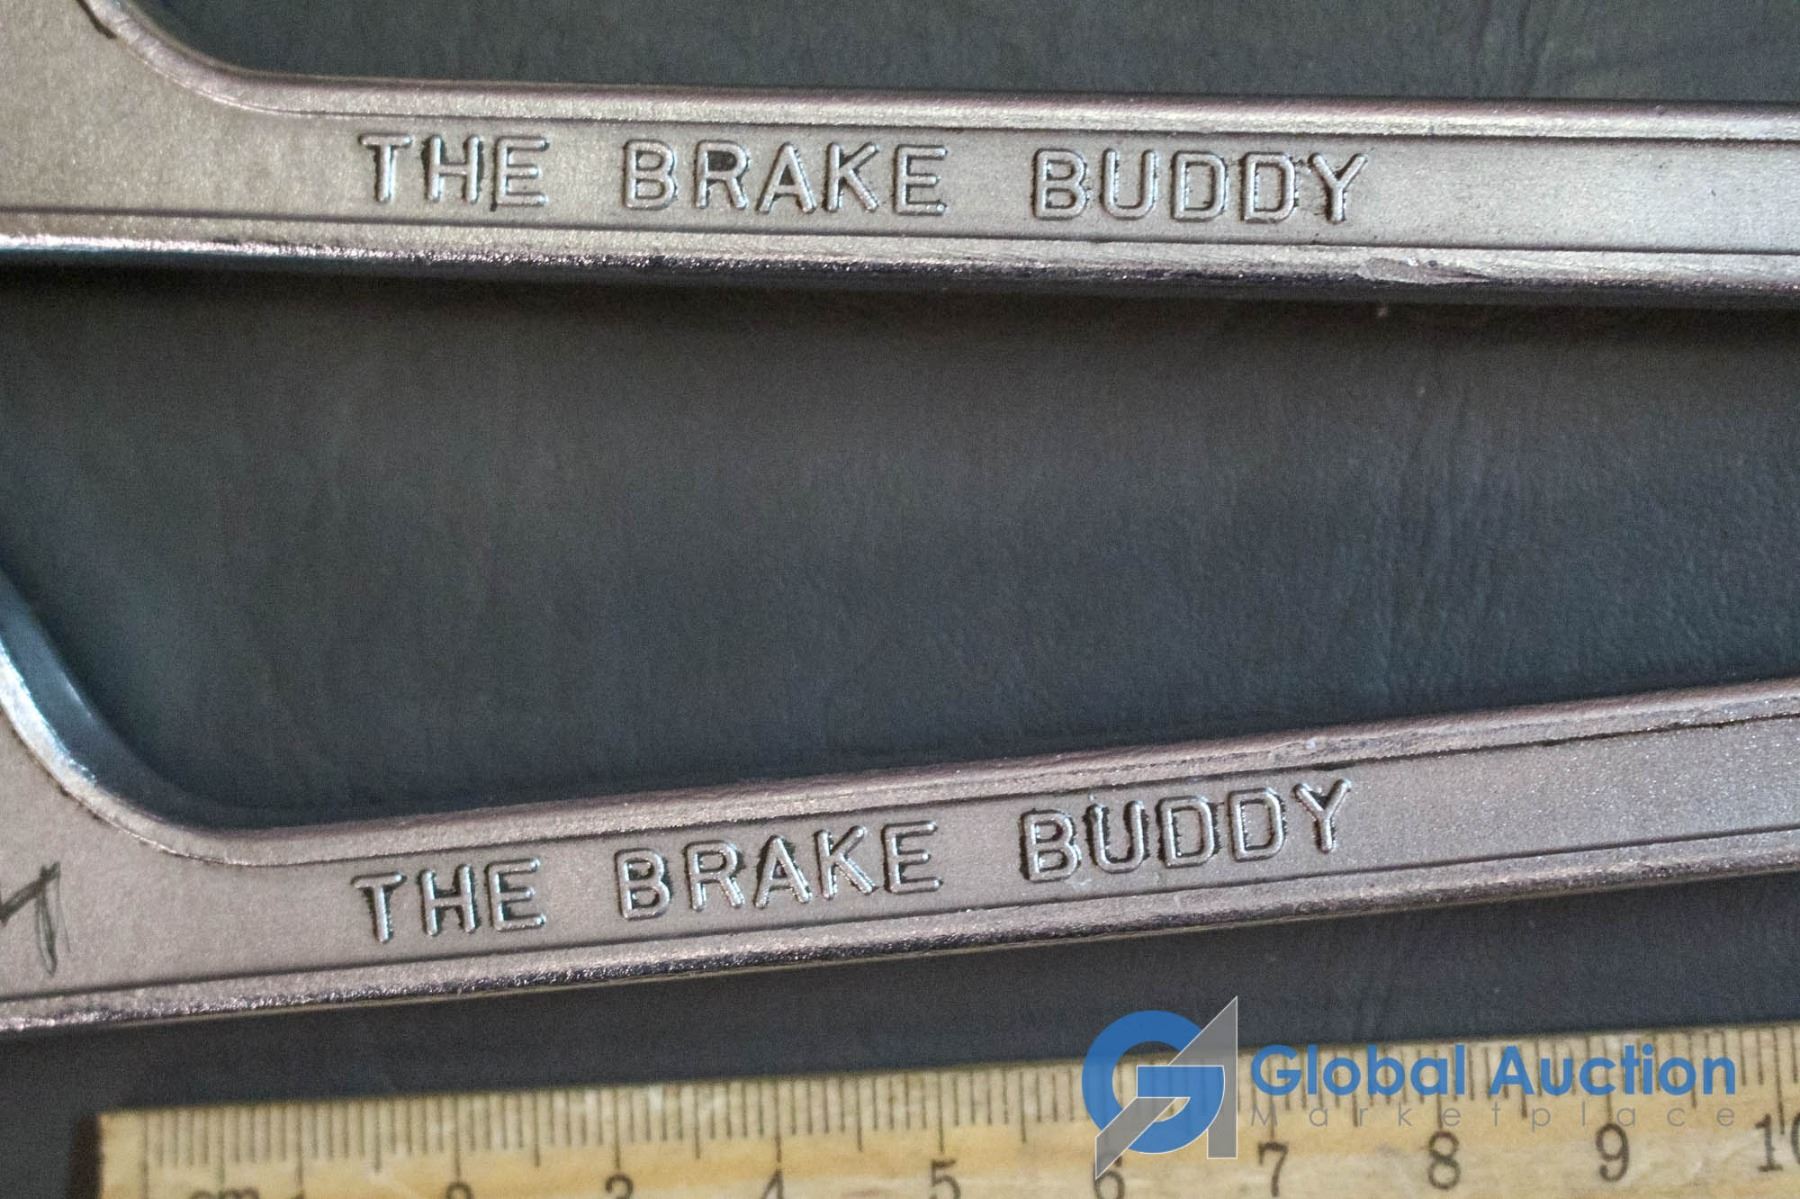 THE BRAKE BUDDY
THE BRAKE BUDDY
Global Auction
Marketplace
cm 2 3 4 5 6 7 8 9 10